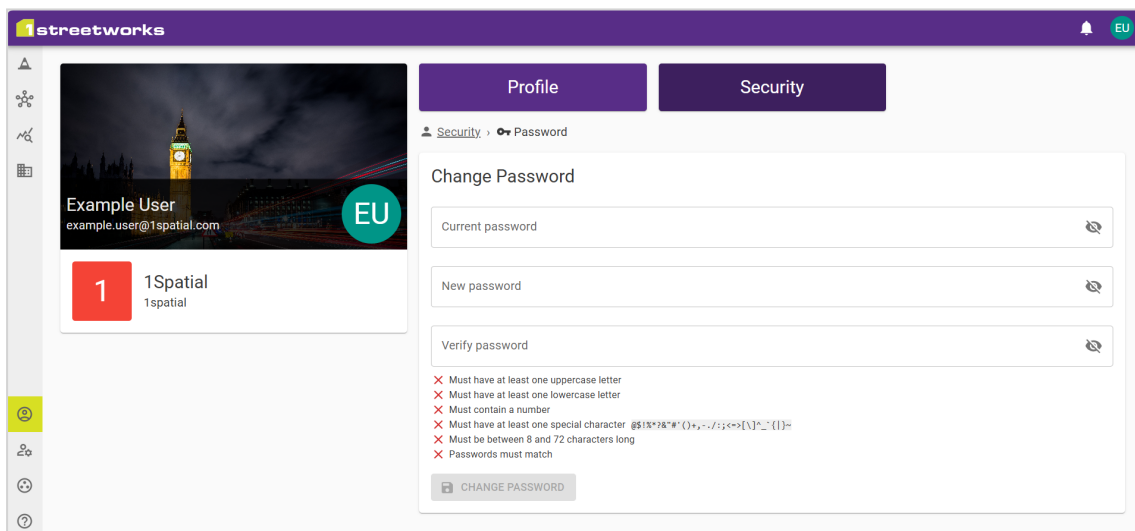 1streetworks
EU
Profile
Security
Security › Password
Example User
example.user@1spatial.com
EU
1
1Spatial
1spatial
Change Password
Current password
New password
Verify password
Must have at least one uppercase letter
Must have at least one lowercase letter
Must contain a number
Must have at least one special character @$!%*?&"#'()+,-./:;<=>[\]^_`{|}~
Must be between 8 and 72 characters long
Passwords must match
CHANGE PASSWORD